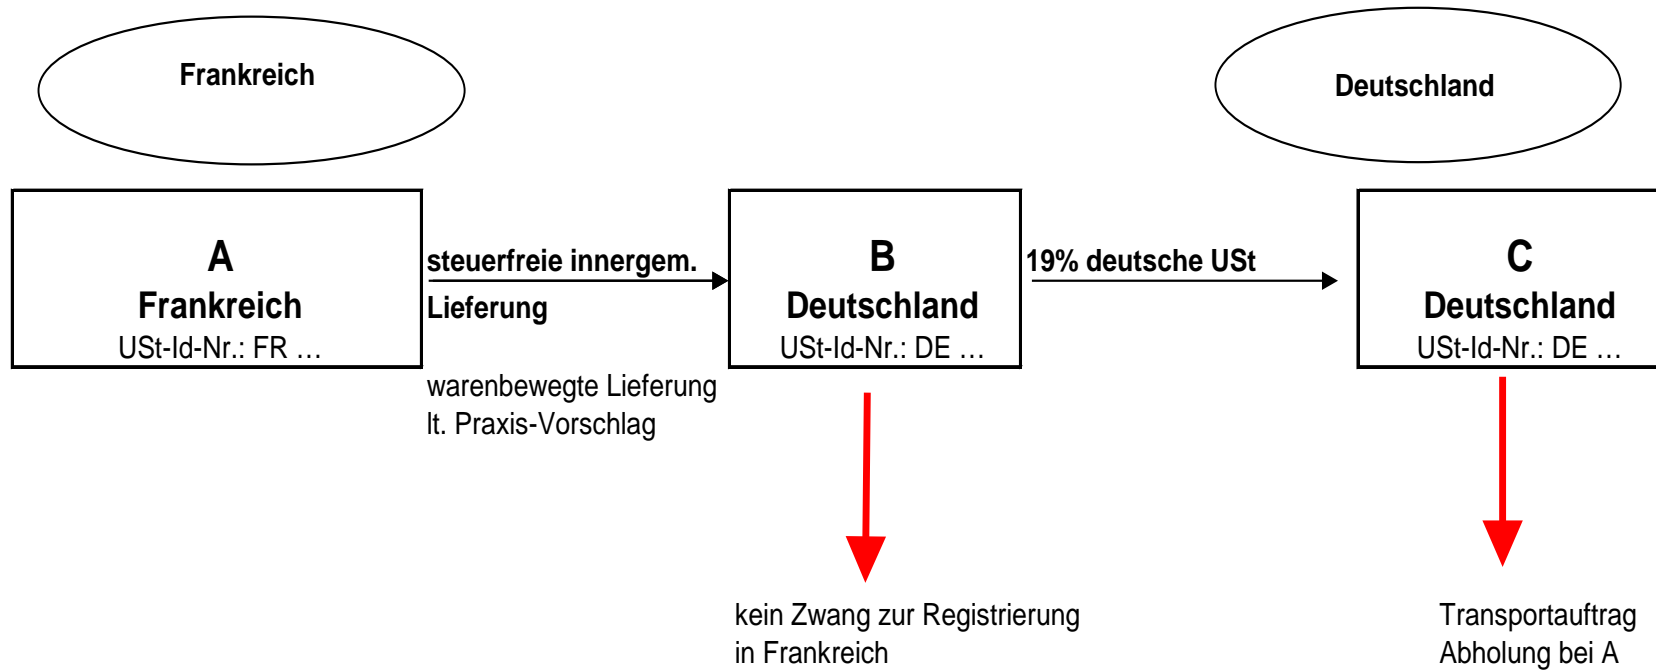 Frankreich
Deutschland
A
Frankreich
USt-Id-Nr.: FR …
steuerfreie innergem.
Lieferung
warenbewegte Lieferung
lt. Praxis-Vorschlag
B
Deutschland
USt-Id-Nr.: DE …
19% deutsche USt
C
Deutschland
USt-Id-Nr.: DE …
kein Zwang zur Registrierung
in Frankreich
Transportauftrag
Abholung bei A